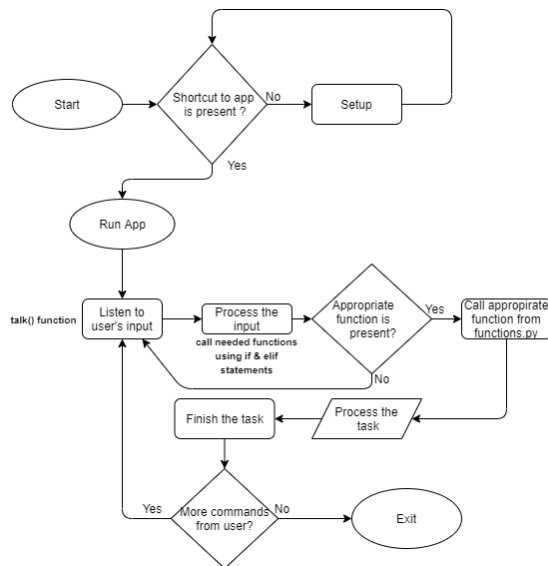 Start
Shortcut to app
is present ?
No
Setup
Yes
Run App
talk() function
Listen to
user's input
Process the
input
call needed functions
using if & elif
statements
Appropriate
function is
present?
Yes
Call appropirate
function from
functions.py
No
Finish the task
Process the
task
Yes
More commands
from user?
No
Exit